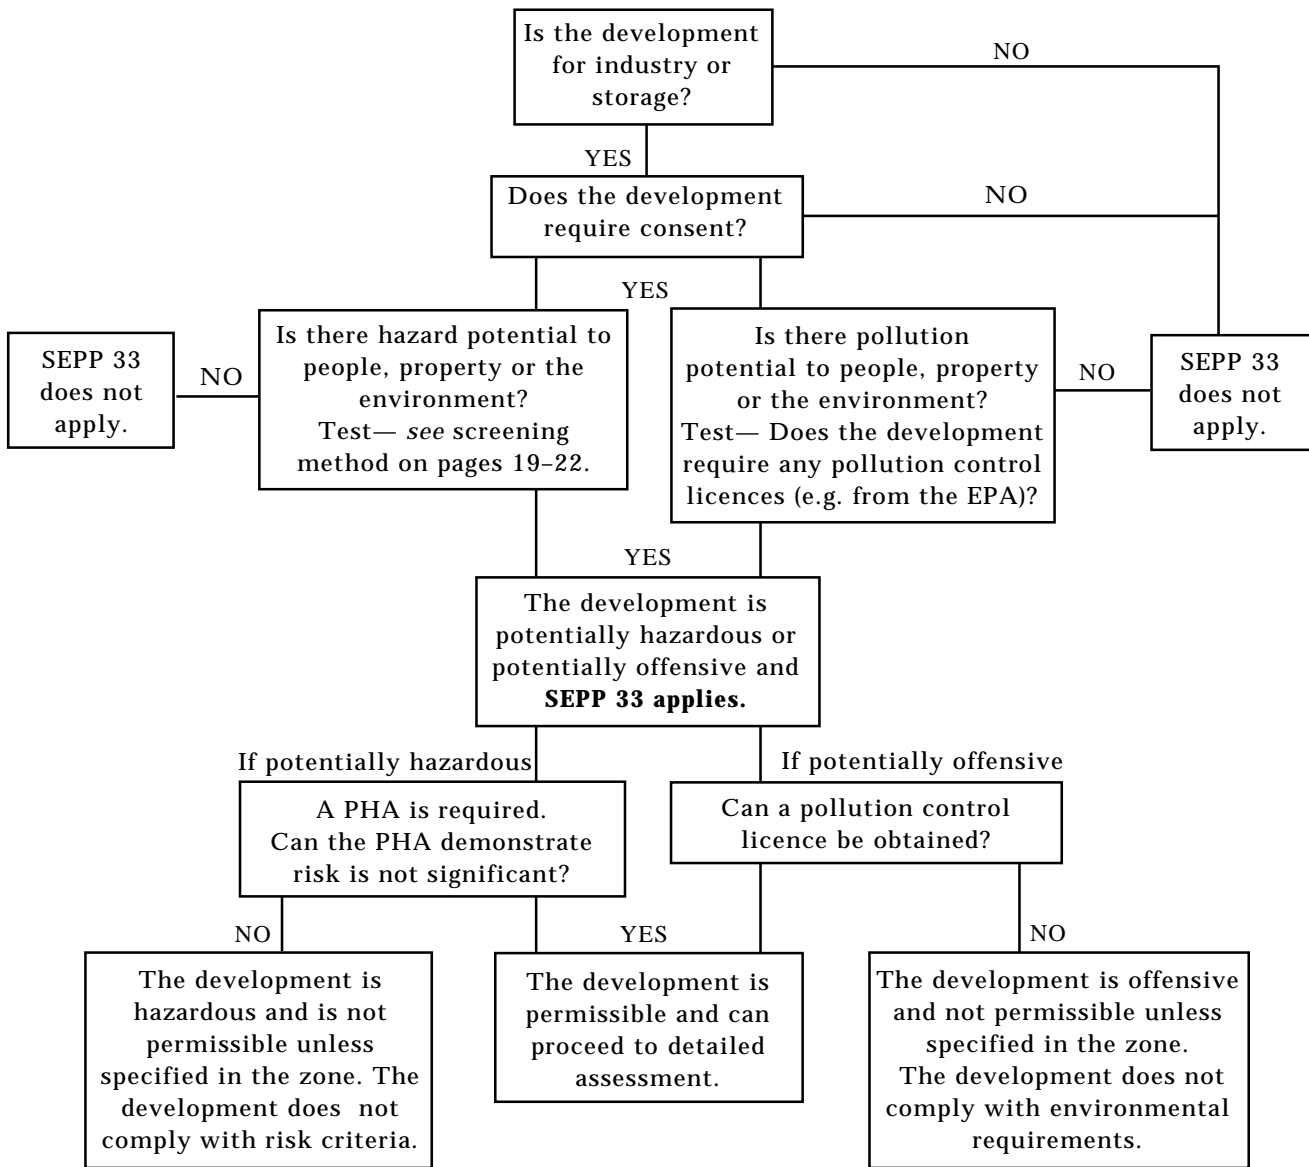 Is the development
for industry or
storage?
NO
YES
Does the development
require consent?
NO
YES
SEPP 33
does not
apply.
NO
Is there hazard potential to
people, property or the
environment?
Test— see screening
method on pages 19–22.
Is there pollution
potential to people, property
or the environment?
Test— Does the development
require any pollution control
licences (e.g. from the EPA)?
NO
SEPP 33
does not
apply.
YES
The development is
potentially hazardous or
potentially offensive and
SEPP 33 applies.
If potentially hazardous
If potentially offensive
A PHA is required.
Can the PHA demonstrate
risk is not significant?
Can a pollution control
licence be obtained?
NO
YES
NO
The development is
hazardous and is not
permissible unless
specified in the zone. The
development does not
comply with risk criteria.
The development is
permissible and can
proceed to detailed
assessment.
The development is offensive
and not permissible unless
specified in the zone.
The development does not
comply with environmental
requirements.